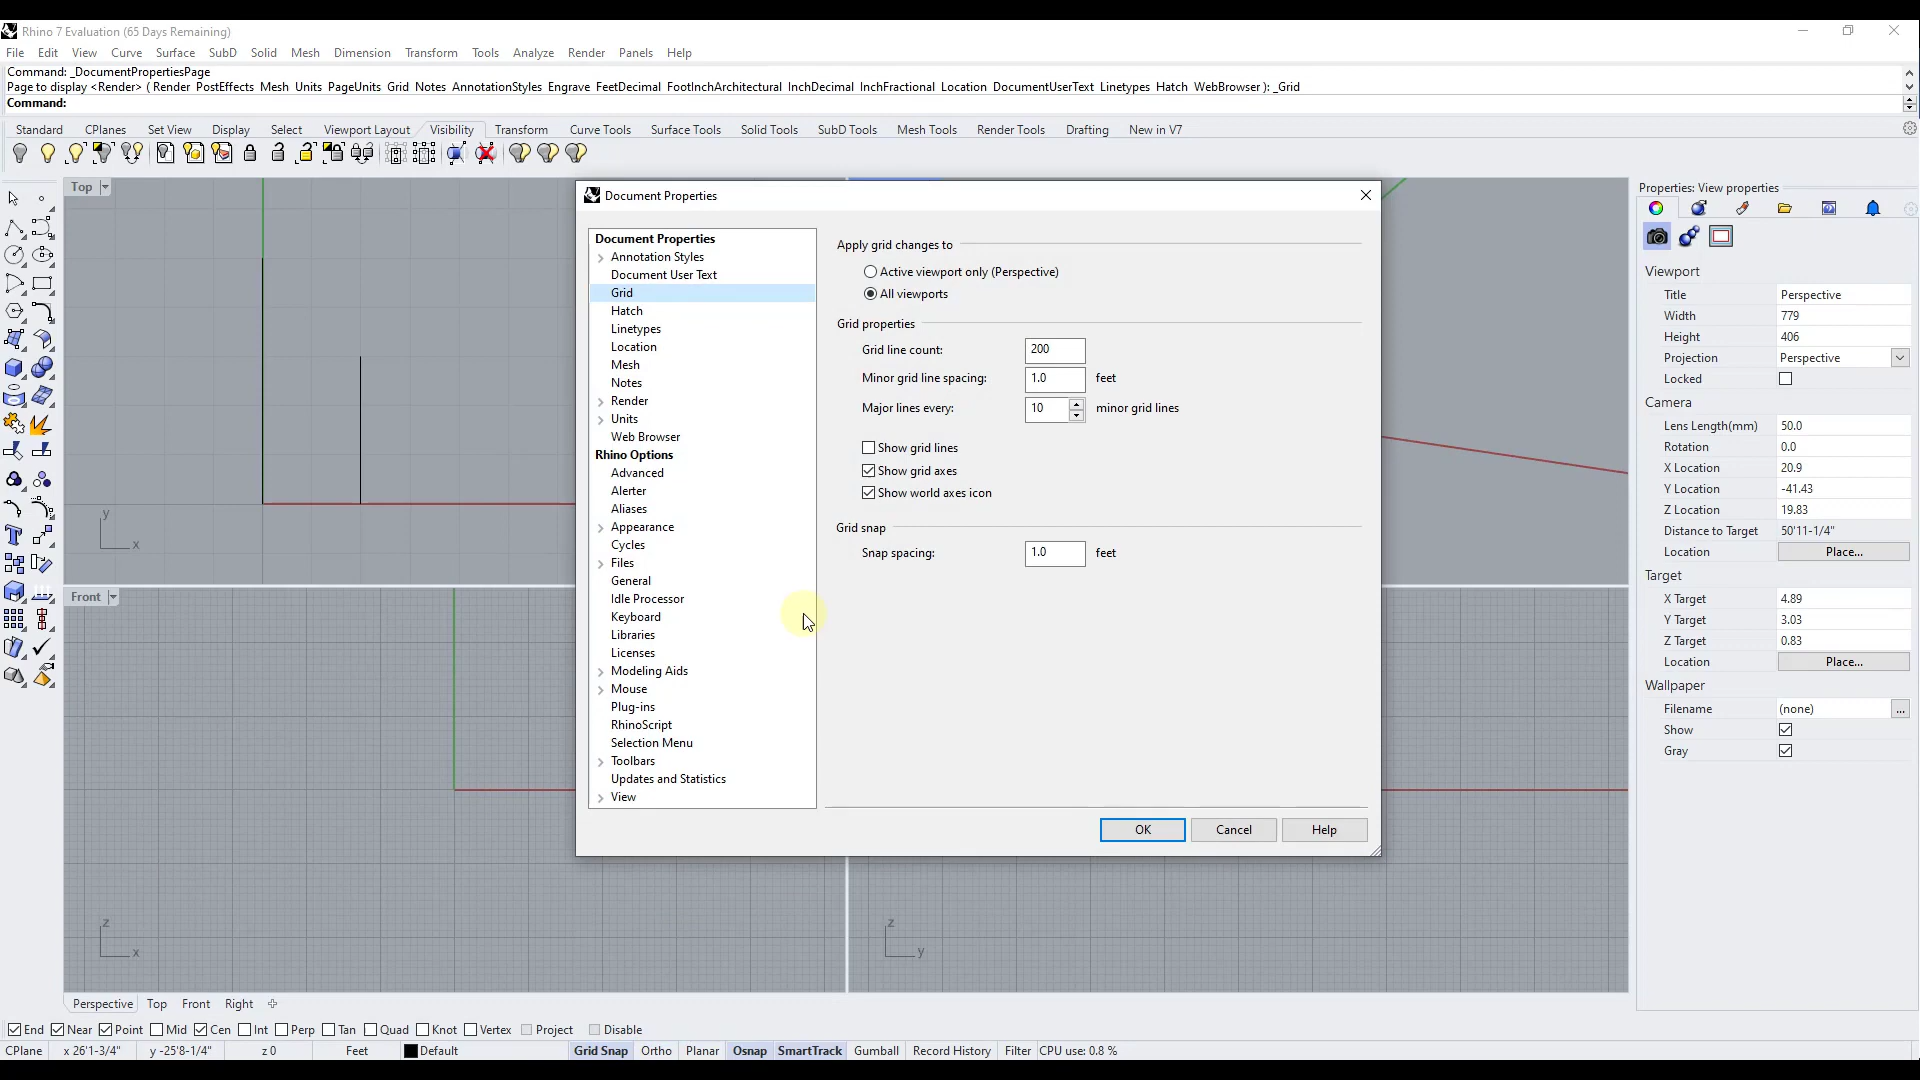 Rhino 7 Evaluation (65 Days Remaining)
File Edit View Curve Surface SubD Solid Mesh Dimension Transform Tools Analyze Render Panels Help
Command: _DocumentPropertiesPage
Page to display <Render> ( Render PostEffects Mesh Units PageUnits Grid Notes AnnotationStyles Engrave FeetDecimal FootInchArchitectural InchDecimal InchFractional Location DocumentUserText Linetypes Hatch WebBrowser ): _Grid
Command:
Standard CPlanes Set View Display Select Viewport Layout Visibility Transform Curve Tools Surface Tools Solid Tools SubD Tools Mesh Tools Render Tools Drafting New in V7
Top
y
x
Front
z
x
z
y
Document Properties
Document Properties
Annotation Styles
Document User Text
Grid
Hatch
Linetypes
Location
Mesh
Notes
Render
Units
Web Browser
Rhino Options
Advanced
Alerter
Aliases
Appearance
Cycles
Files
General
Idle Processor
Keyboard
Libraries
Licenses
Modeling Aids
Mouse
Plug-ins
RhinoScript
Selection Menu
Toolbars
Updates and Statistics
View
Apply grid changes to
Active viewport only (Perspective)
All viewports
Grid properties
Grid line count: 200
Minor grid line spacing: 1.0 feet
Major lines every: 10 minor grid lines
Show grid lines
Show grid axes
Show world axes icon
Grid snap
Snap spacing: 1.0 feet
OK Cancel Help
Properties: View properties
Viewport
Title Perspective
Width 779
Height 406
Projection Perspective
Locked
Camera
Lens Length(mm) 50.0
Rotation 0.0
X Location 20.9
Y Location -41.43
Z Location 19.83
Distance to Target 50'11-1/4"
Location Place...
Target
X Target 4.89
Y Target 3.03
Z Target 0.83
Location Place...
Wallpaper
Filename (none) ...
Show
Gray
Perspective Top Front Right
End Near Point Mid Cen Int Perp Tan Quad Knot Vertex Project Disable
CPlane x 26'1-3/4" y -25'8-1/4" z 0 Feet Default Grid Snap Ortho Planar Osnap SmartTrack Gumball Record History Filter CPU use: 0.8 %